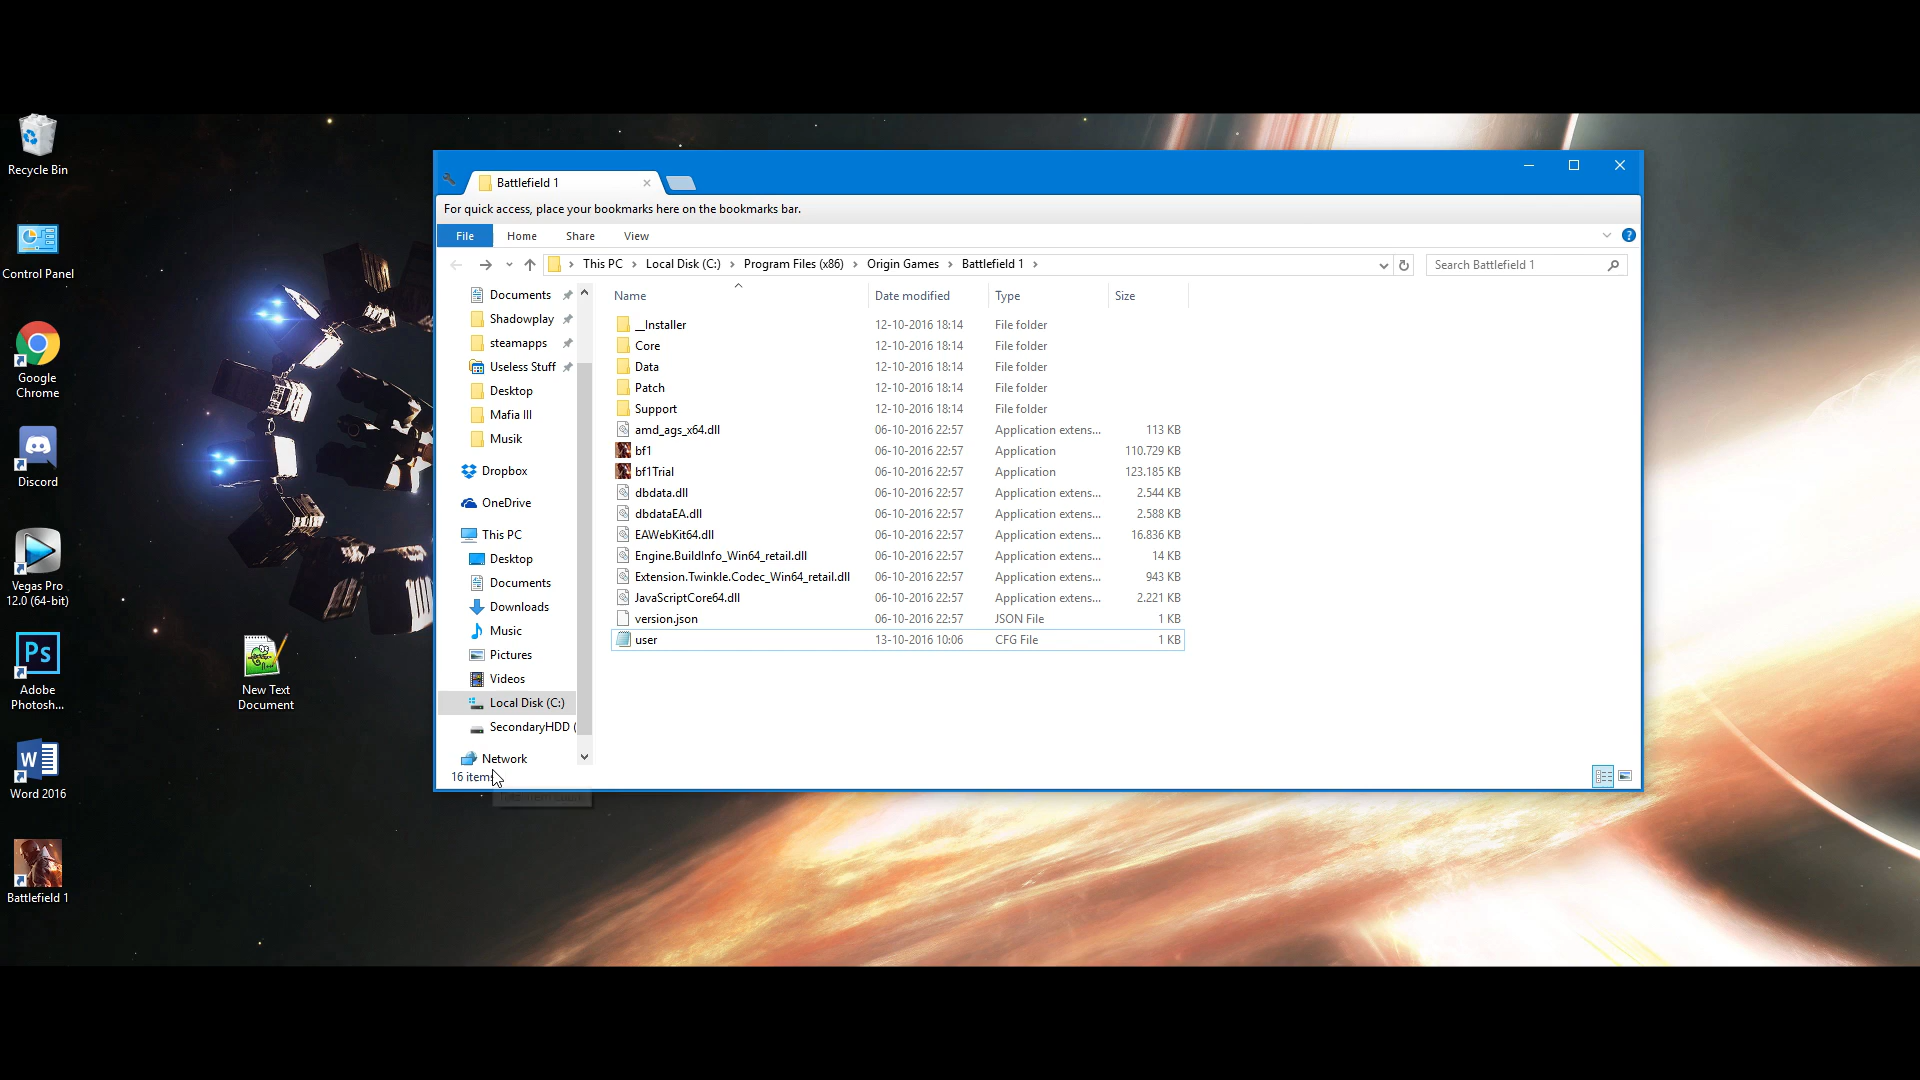 Recycle Bin
Control Panel
Google
Chrome
Discord
Vegas Pro
12.0 (64-bit)
Ps
Adobe
Photosh...
Word 2016
Battlefield 1
New Text
Document
Battlefield 1
For quick access, place your bookmarks here on the bookmarks bar.
File Home Share View
This PC Local Disk (C:) Program Files (x86) Origin Games Battlefield 1
Search Battlefield 1
Documents
Shadowplay
steamapps
Useless Stuff
Desktop
Mafia III
Musik
Dropbox
OneDrive
This PC
Desktop
Documents
Downloads
Music
Pictures
Videos
Local Disk (C:)
SecondaryHDD (
Network
16 items
Name Date modified Type Size
__Installer 12-10-2016 18:14 File folder
Core 12-10-2016 18:14 File folder
Data 12-10-2016 18:14 File folder
Patch 12-10-2016 18:14 File folder
Support 12-10-2016 18:14 File folder
amd_ags_x64.dll 06-10-2016 22:57 Application extens... 113 KB
bf1 06-10-2016 22:57 Application 110.729 KB
bf1Trial 06-10-2016 22:57 Application 123.185 KB
dbdata.dll 06-10-2016 22:57 Application extens... 2.544 KB
dbdataEA.dll 06-10-2016 22:57 Application extens... 2.588 KB
EAWebKit64.dll 06-10-2016 22:57 Application extens... 16.836 KB
Engine.BuildInfo_Win64_retail.dll 06-10-2016 22:57 Application extens... 14 KB
Extension.Twinkle.Codec_Win64_retail.dll 06-10-2016 22:57 Application extens... 943 KB
JavaScriptCore64.dll 06-10-2016 22:57 Application extens... 2.221 KB
version.json 06-10-2016 22:57 JSON File 1 KB
user 13-10-2016 10:06 CFG File 1 KB